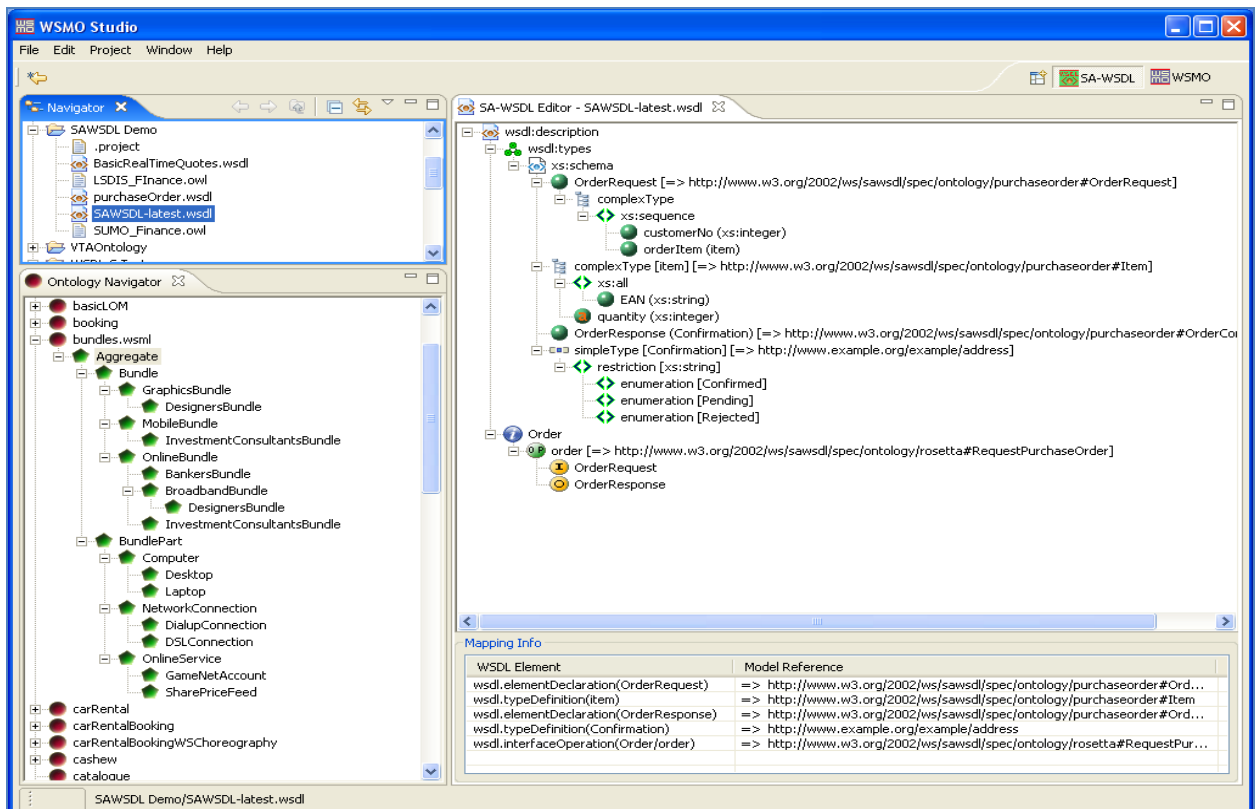 WSMO Studio
File Edit Project Window Help
SA-WSDL WSMO
Navigator
SAWSDL Demo
.project
BasicRealTimeQuotes.wsdl
LSDIS_FInance.owl
purchaseOrder.wsdl
SAWSDL-latest.wsdl
SUMO_Finance.owl
VTAOntology
Ontology Navigator
basicLOM
booking
bundles.wsml
Aggregate
Bundle
GraphicsBundle
DesignersBundle
MobileBundle
InvestmentConsultantsBundle
OnlineBundle
BankersBundle
BroadbandBundle
DesignersBundle
InvestmentConsultantsBundle
BundlePart
Computer
Desktop
Laptop
NetworkConnection
DialupConnection
DSLConnection
OnlineService
GameNetAccount
SharePriceFeed
carRental
carRentalBooking
carRentalBookingWSChoreography
cashew
catalogue
SA-WSDL Editor - SAWSDL-latest.wsdl
wsdl:description
wsdl:types
xs:schema
OrderRequest [=> http://www.w3.org/2002/ws/sawsdl/spec/ontology/purchaseorder#OrderRequest]
complexType
xs:sequence
customerNo (xs:integer)
orderItem (item)
complexType [item] [=> http://www.w3.org/2002/ws/sawsdl/spec/ontology/purchaseorder#Item]
xs:all
EAN (xs:string)
quantity (xs:integer)
OrderResponse (Confirmation) [=> http://www.w3.org/2002/ws/sawsdl/spec/ontology/purchaseorder#OrderCo
simpleType [Confirmation] [=> http://www.example.org/example/address]
restriction [xs:string]
enumeration [Confirmed]
enumeration [Pending]
enumeration [Rejected]
Order
order [=> http://www.w3.org/2002/ws/sawsdl/spec/ontology/rosetta#RequestPurchaseOrder]
OrderRequest
OrderResponse
Mapping Info
WSDL Element Model Reference
wsdl.elementDeclaration(OrderRequest) => http://www.w3.org/2002/ws/sawsdl/spec/ontology/purchaseorder#Ord...
wsdl.typeDefinition(item) => http://www.w3.org/2002/ws/sawsdl/spec/ontology/purchaseorder#Item
wsdl.elementDeclaration(OrderResponse) => http://www.w3.org/2002/ws/sawsdl/spec/ontology/purchaseorder#Ord...
wsdl.typeDefinition(Confirmation) => http://www.example.org/example/address
wsdl.interfaceOperation(Order/order) => http://www.w3.org/2002/ws/sawsdl/spec/ontology/rosetta#RequestPur...
SAWSDL Demo/SAWSDL-latest.wsdl